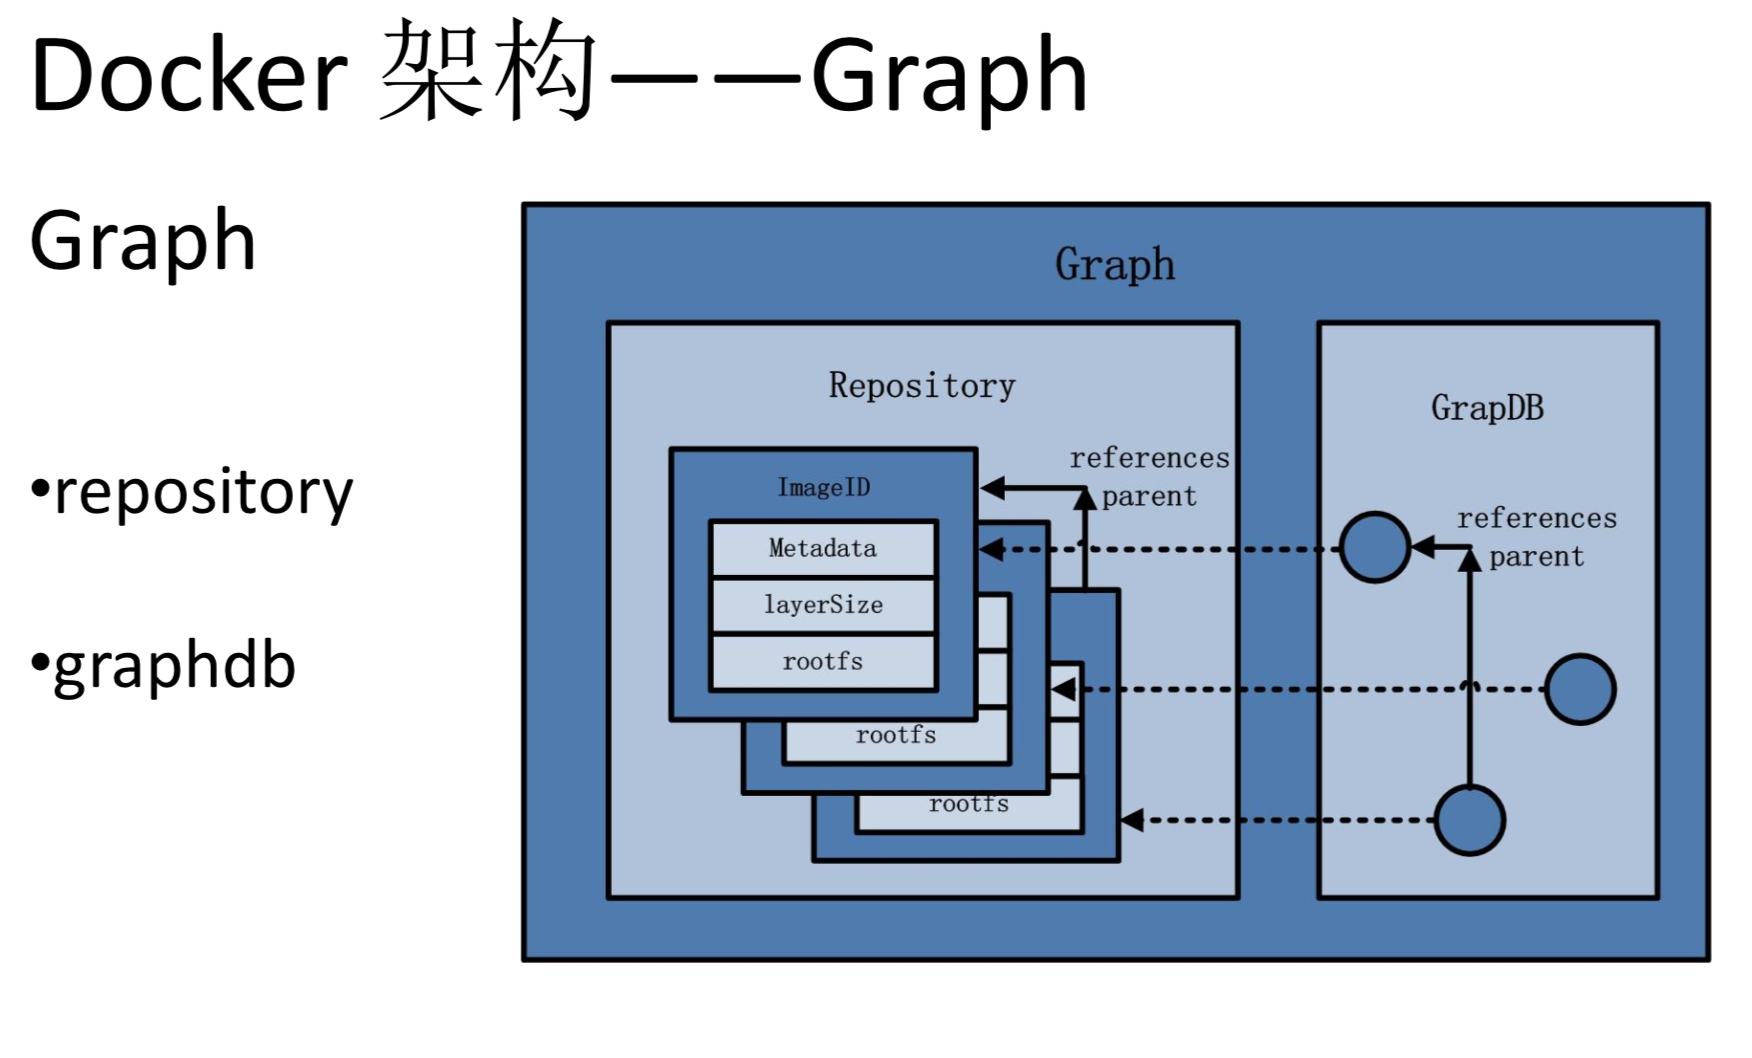 Docker 架构——Graph
Graph
•repository
•graphdb
Graph
Repository
ImageID
Metadata
layerSize
rootfs
rootfs
rootfs
references
parent
GrapDB
references
parent